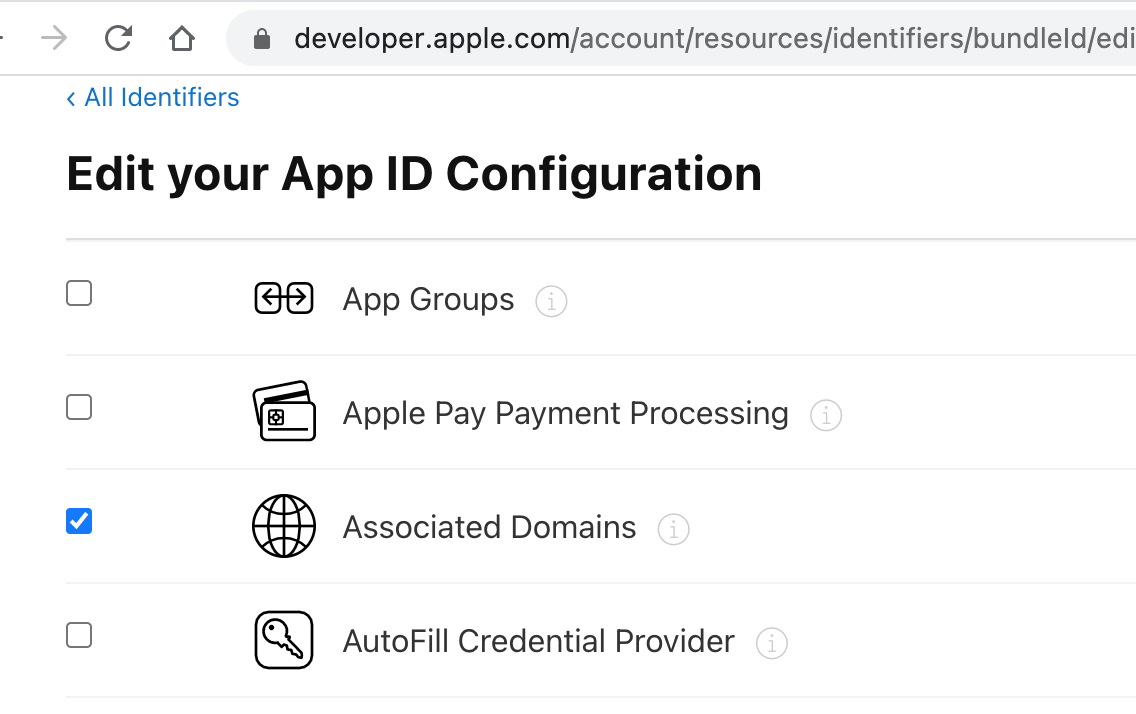 developer.apple.com/account/resources/identifiers/bundleId/edi
‹ All Identifiers
Edit your App ID Configuration
App Groups
Apple Pay Payment Processing
Associated Domains
AutoFill Credential Provider